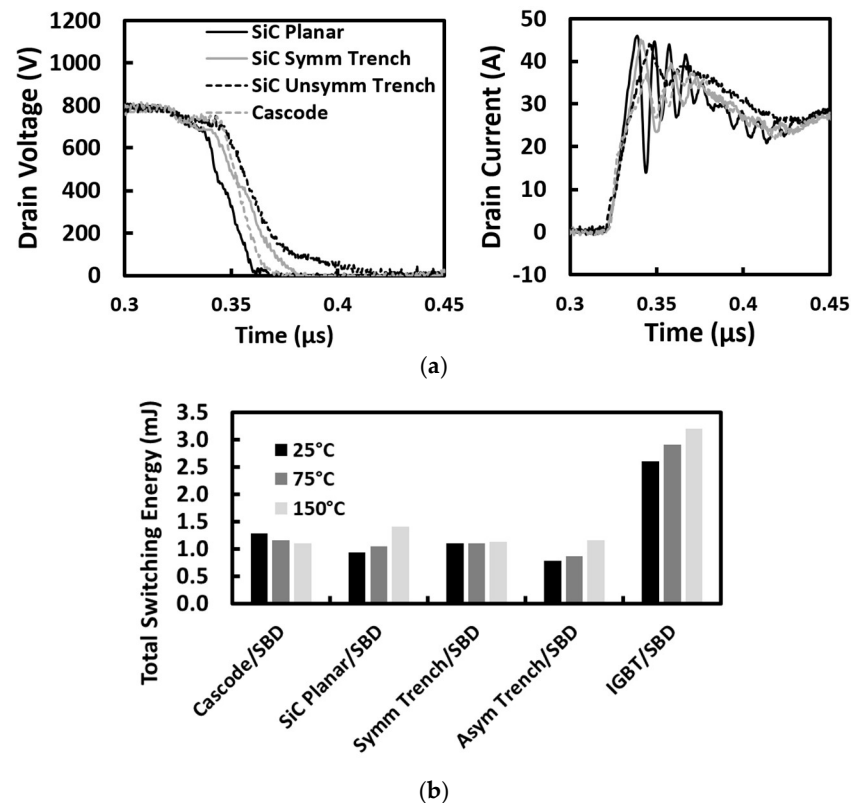 1200
1000
800
600
400
200
0
Drain Voltage (V)
SiC Planar
SiC Symm Trench
SiC Unsymm Trench
Cascode
0.3
0.35
0.4
0.45
Time (μs)
50
40
30
20
10
0
-10
Drain Current (A)
0.3
0.35
0.4
0.45
Time (μs)
(a)
3.5
3.0
2.5
2.0
1.5
1.0
0.5
0.0
Total Switching Energy (mJ)
25°C
75°C
150°C
Cascode/SBD
SiC Planar/SBD
Symm Trench/SBD
Asym Trench/SBD
IGBT/SBD
(b)